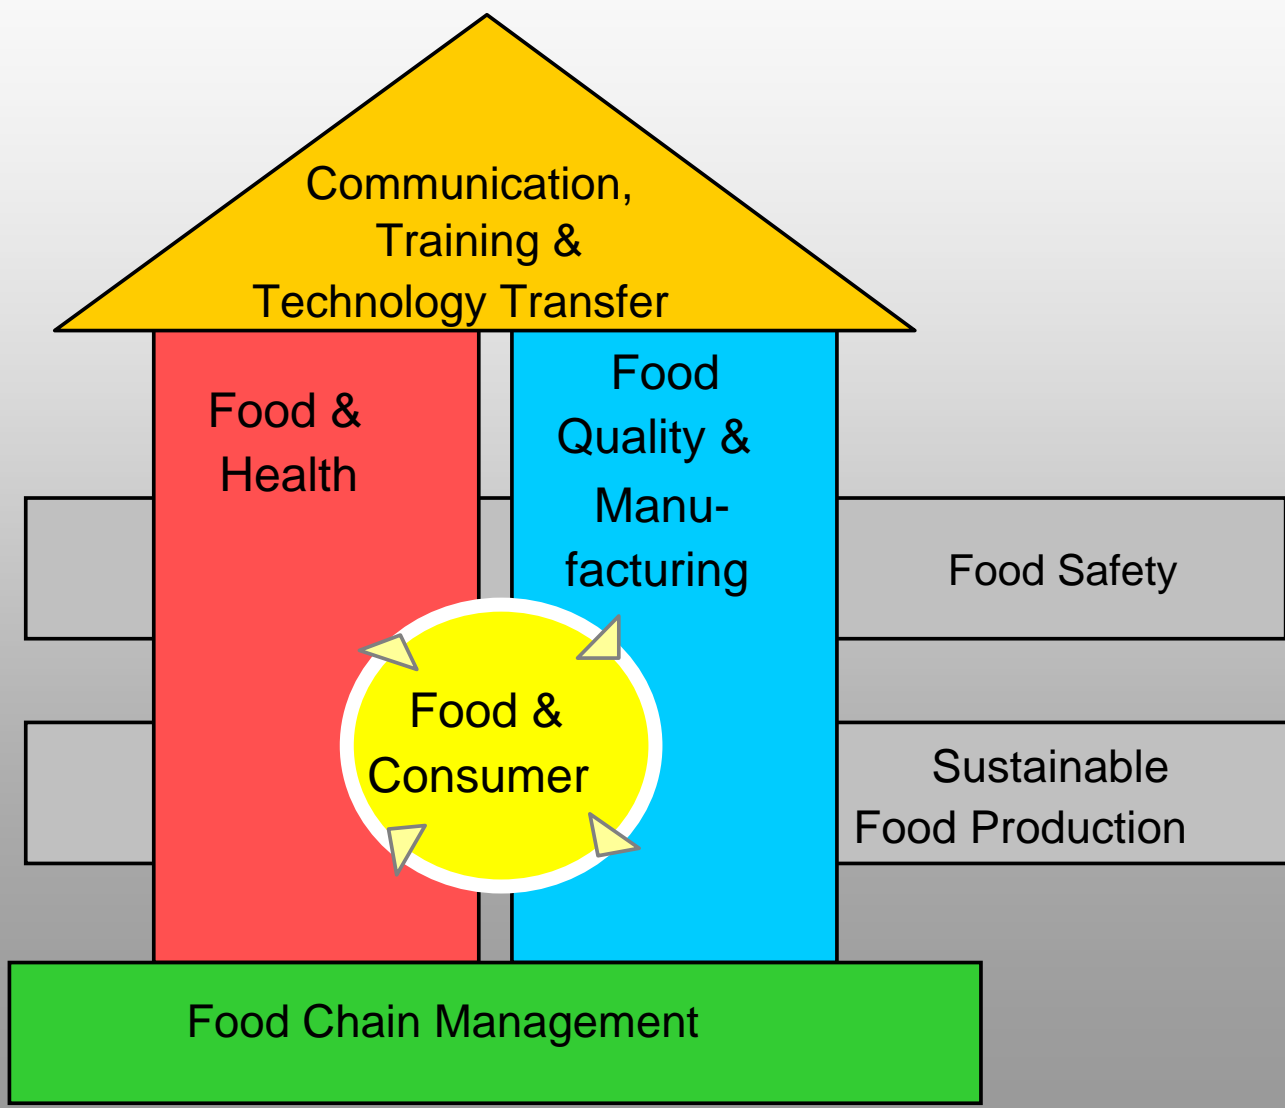 Communication,
Training &
Technology Transfer
Food &
Health
Food
Quality &
Manu-
facturing
Food Safety
Food &
Consumer
Sustainable
Food Production
Food Chain Management